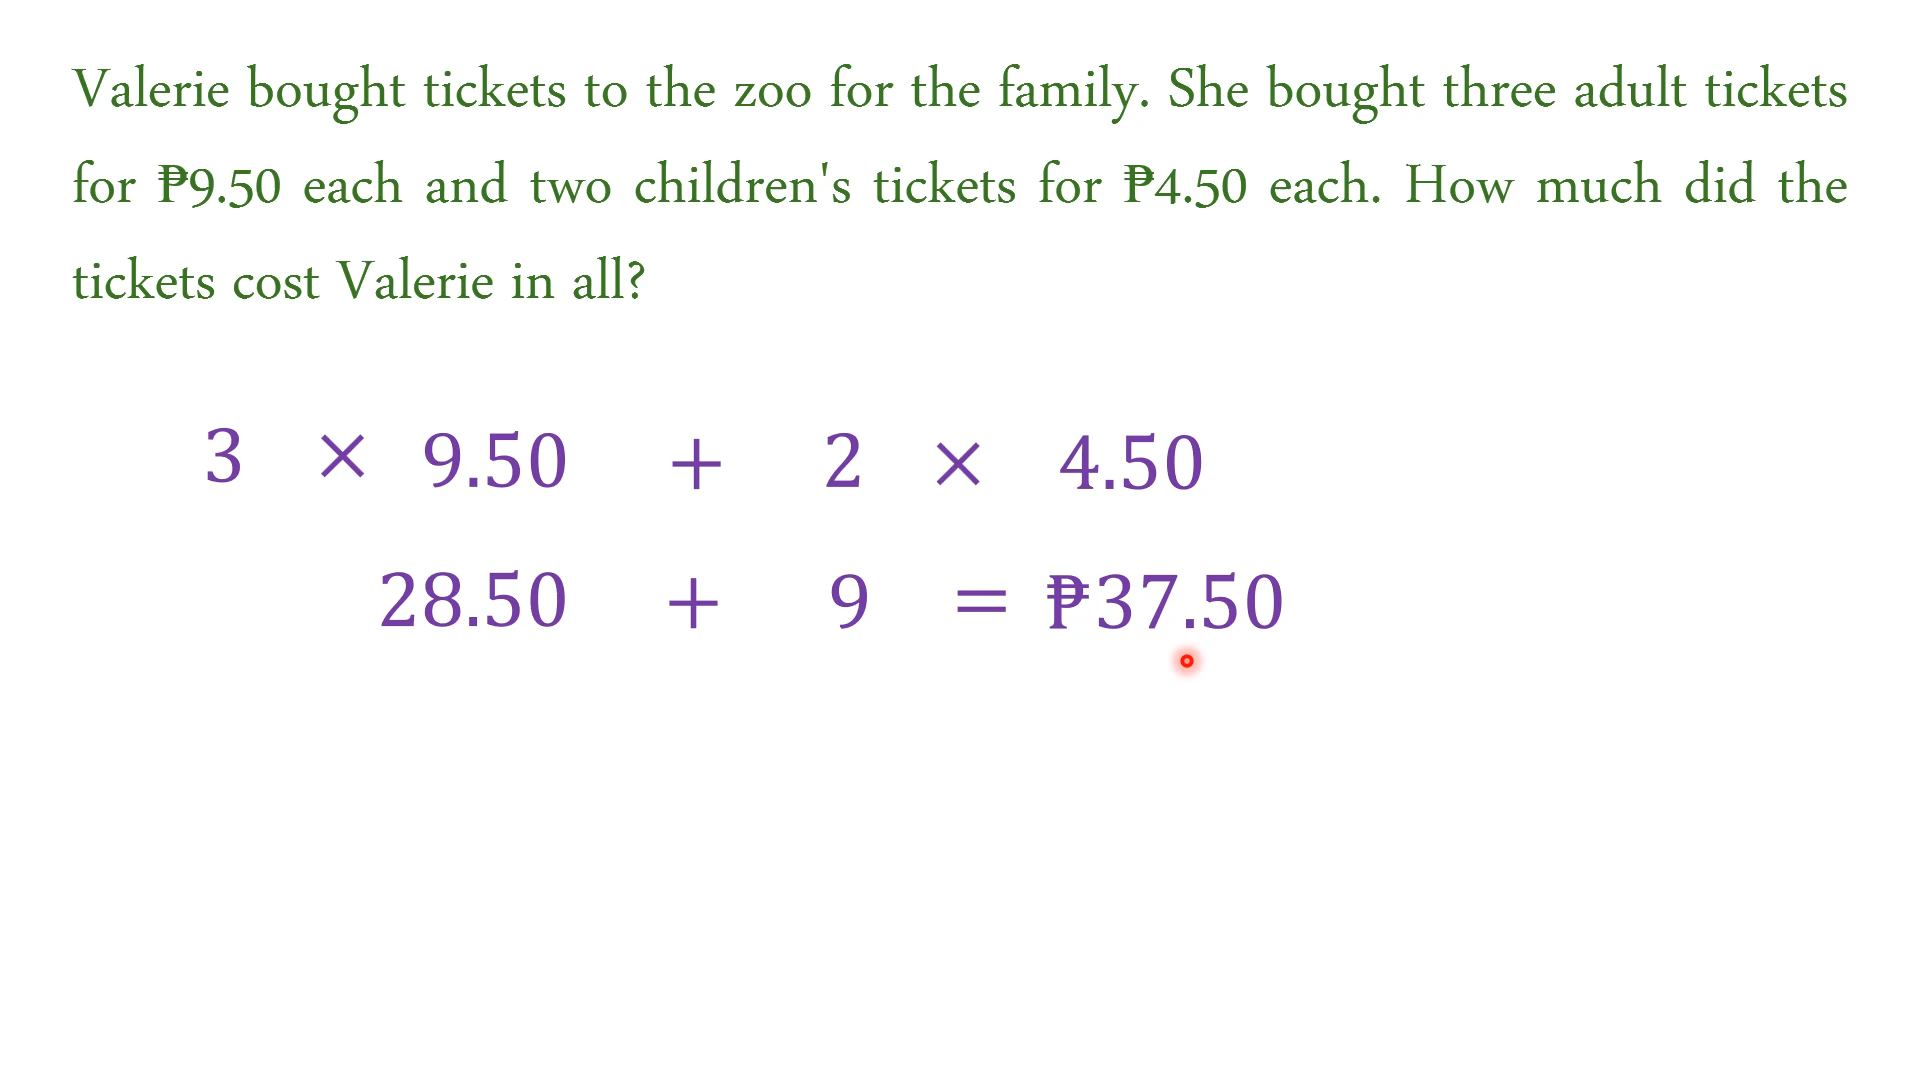 Valerie bought tickets to the zoo for the family. She bought three adult tickets
for ₱9.50 each and two children's tickets for ₱4.50 each. How much did the
tickets cost Valerie in all?
3 × 9.50 + 2 × 4.50
28.50 + 9 = ₱37.50